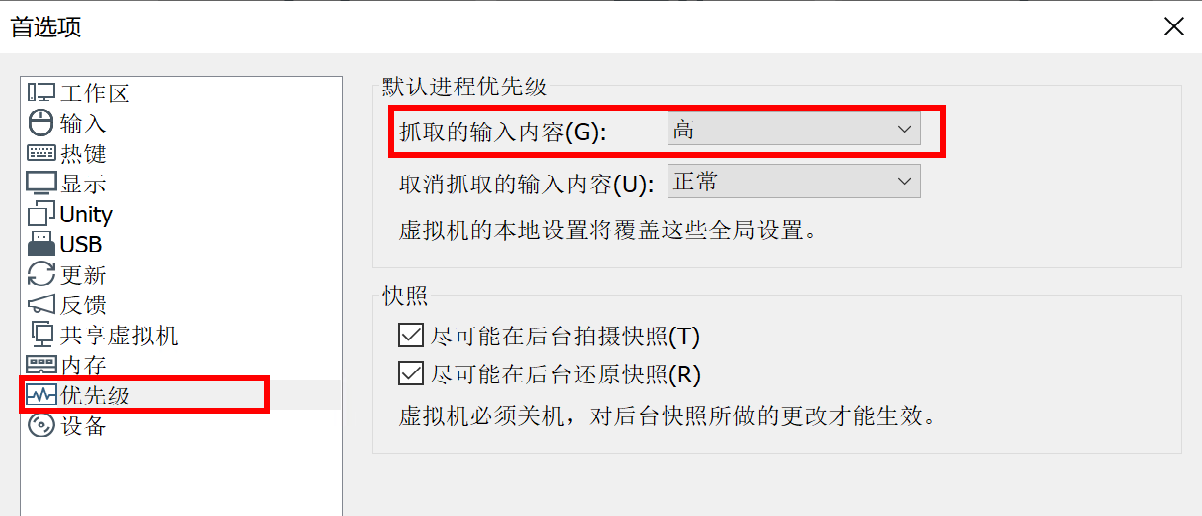 首选项
工作区
输入
热键
显示
Unity
USB
更新
反馈
共享虚拟机
内存
优先级
设备
默认进程优先级
抓取的输入内容(G): 高
取消抓取的输入内容(U): 正常
虚拟机的本地设置将覆盖这些全局设置。
快照
尽可能在后台拍摄快照(T)
尽可能在后台还原快照(R)
虚拟机必须关机，对后台快照所做的更改才能生效。